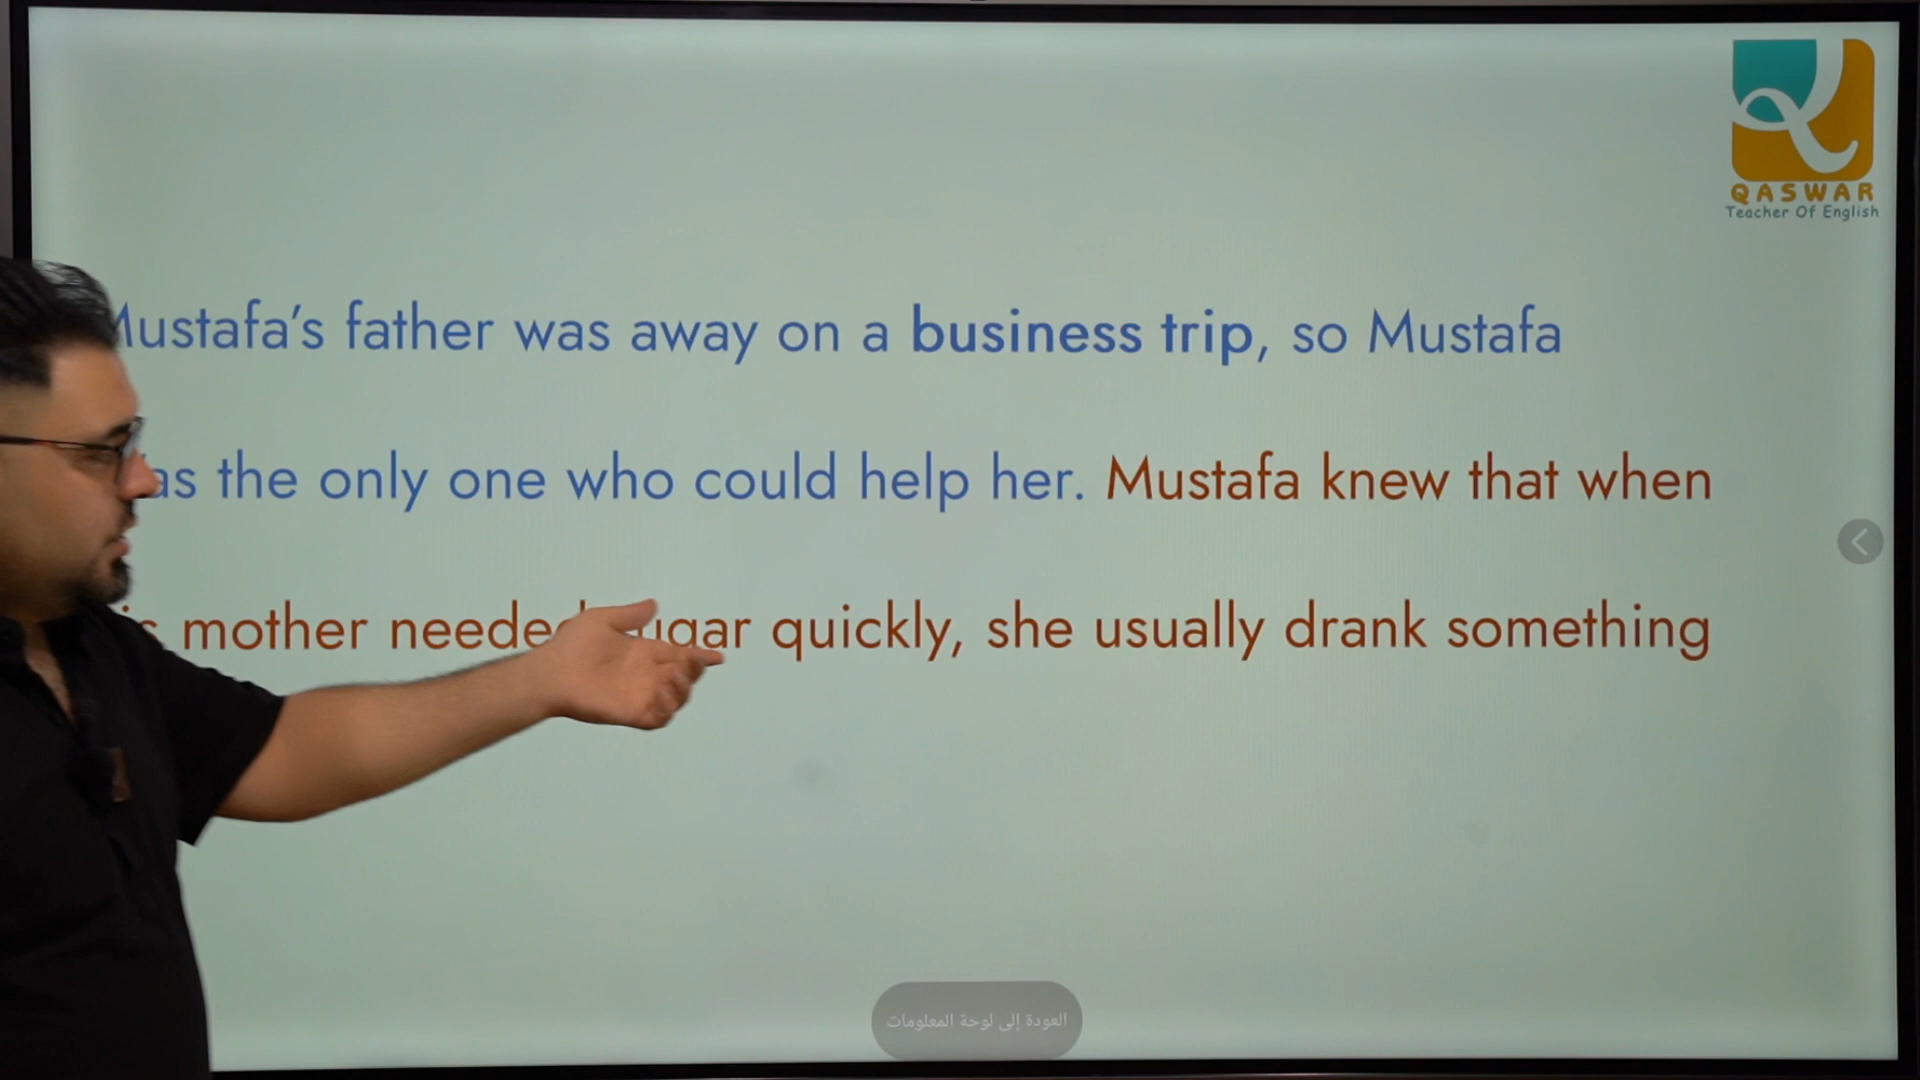 QASWAR
Teacher Of English
Mustafa's father was away on a business trip, so Mustafa
the only one who could help her. Mustafa knew that when
mother needed quickly, she usually drank something
العودة إلى لوحة المعلومات